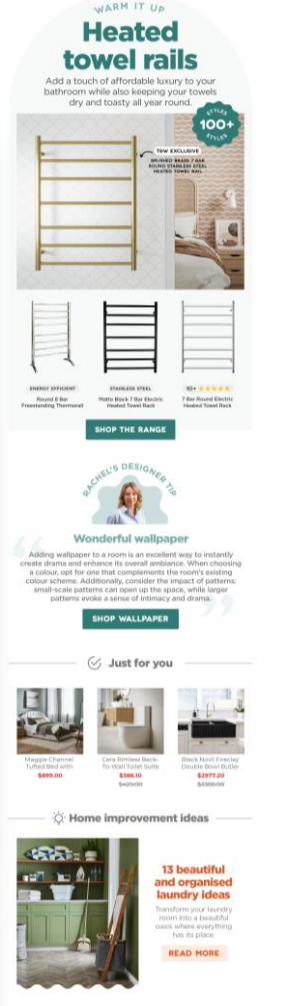 WARM IT UP
Heated
towel rails
Add a touch of affordable luxury to your
bathroom while also keeping your towels
dry and toasty all year round.
STYLES
100+
STYLES
TBW EXCLUSIVE
BRUSHED BRASS 7 BAR
ROUND STAINLESS STEEL
HEATED TOWEL RAIL
ENERGY EFFICIENT
STAINLESS STEEL
10+ ★★★★★
Round 8 Bar
Freestanding Thermorail
Matte Black 7 Bar Electric
Heated Towel Rack
7 Bar Round Electric
Heated Towel Rack
SHOP THE RANGE
RACHEL'S DESIGNER TIP
Wonderful wallpaper
Adding wallpaper to a room is an excellent way to instantly
create drama and enhance its overall ambiance. When choosing
a colour, opt for one that complements the room's existing
colour scheme. Additionally, consider the impact of patterns:
small-scale patterns can open up the space, while larger
patterns evoke a sense of intimacy and drama.
SHOP WALLPAPER
Just for you
Maggie Channel
Tufted Bed with
$899.00
Cera Rimless Back-
To-Wall Toilet Suite
$386.10
$429.00
Black Novi Fireclay
Double Bowl Butler
$2977.20
$3308.00
Home improvement ideas
13 beautiful
and organised
laundry ideas
Transform your laundry
room into a beautiful
oasis where everything
has its place.
READ MORE